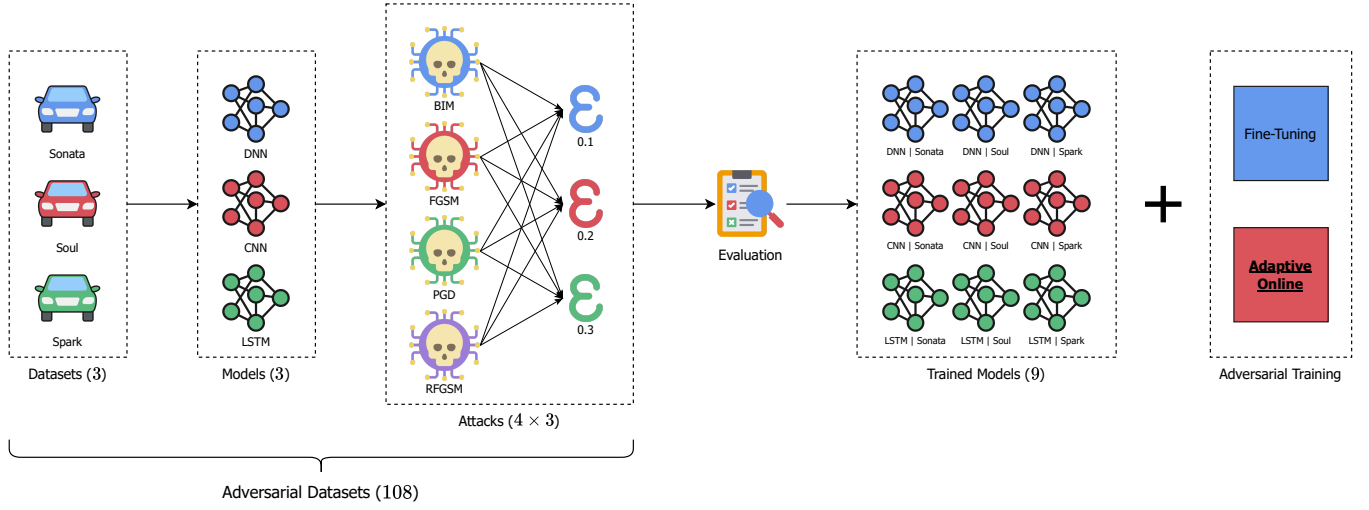 Sonata
Soul
Spark
Datasets (3)
DNN
CNN
LSTM
Models (3)
BIM
FGSM
PGD
RFGSM
ε
0.1
ε
0.2
ε
0.3
Attacks (4 × 3)
Adversarial Datasets (108)
Evaluation
DNN | Sonata DNN | Soul DNN | Spark
CNN | Sonata CNN | Soul CNN | Spark
LSTM | Sonata LSTM | Soul LSTM | Spark
Trained Models (9)
+
Fine-Tuning
Adaptive
Online
Adversarial Training